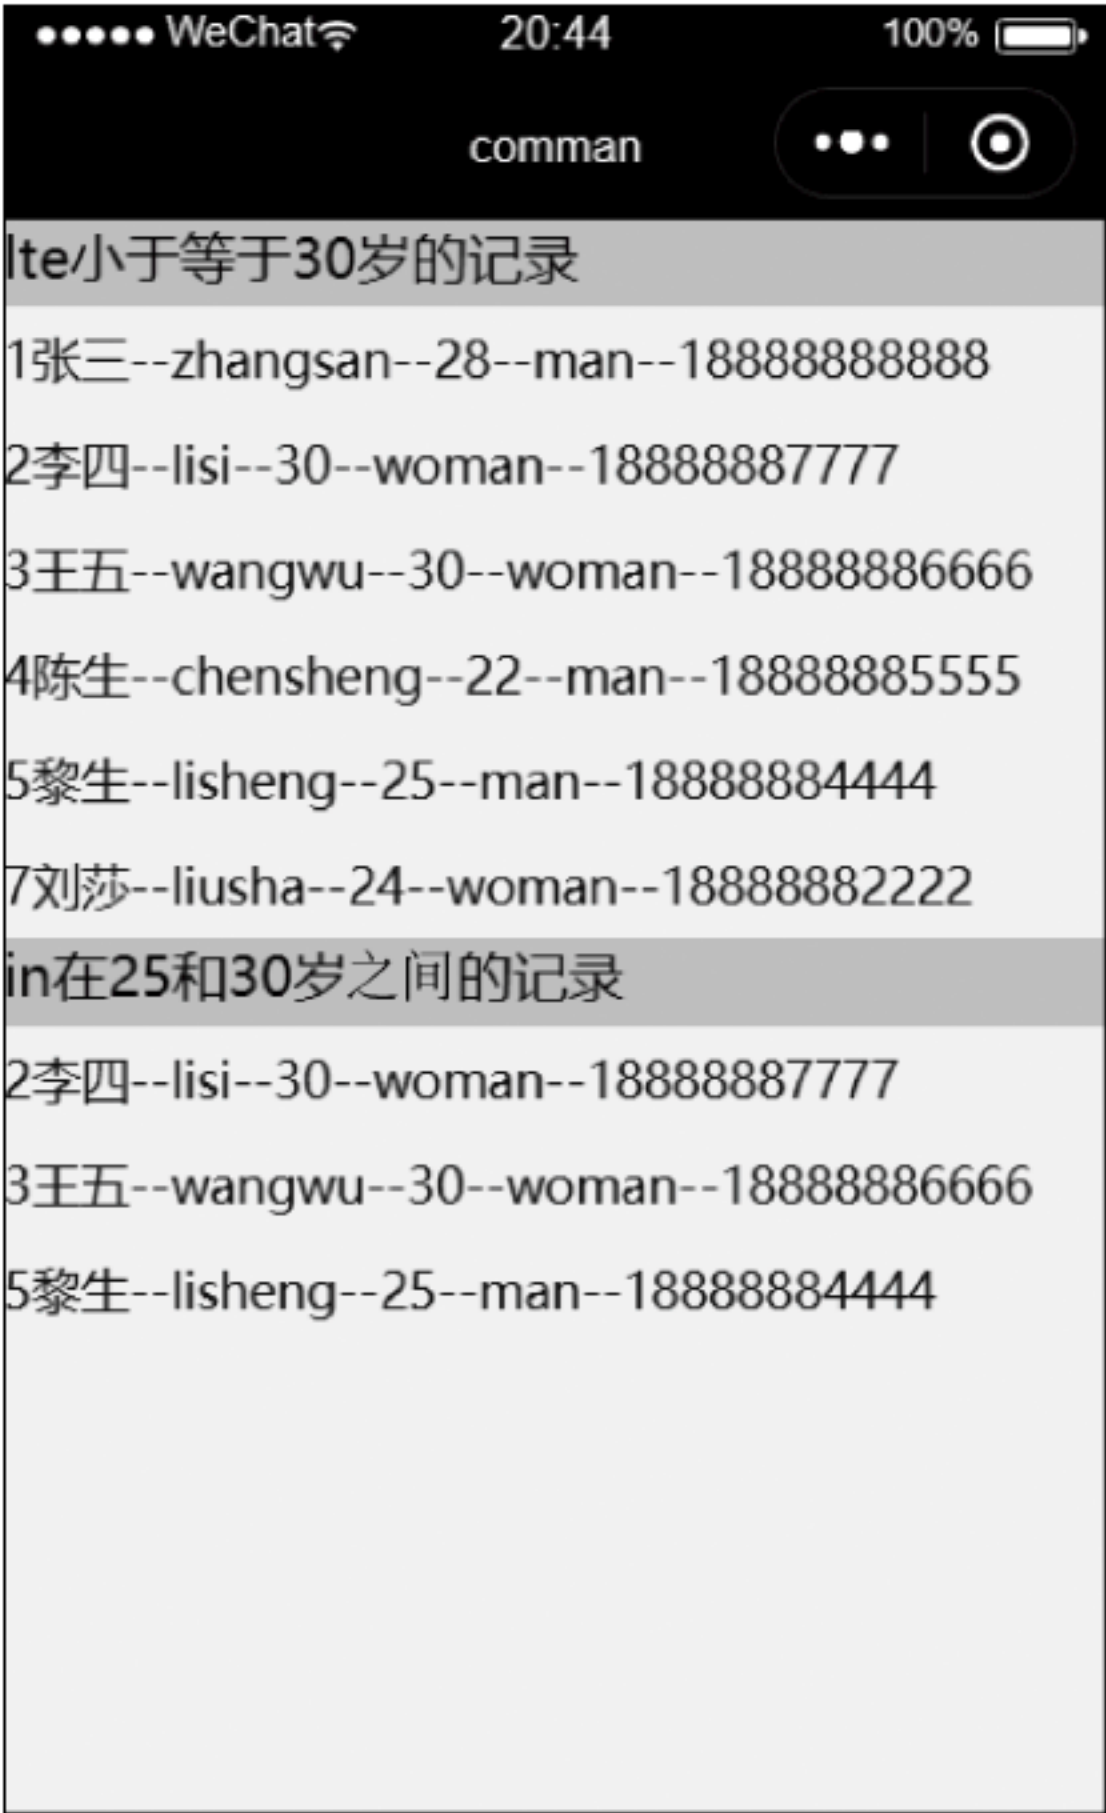 WeChat 20:44 100%
comman
lte小于等于30岁的记录
1张三--zhangsan--28--man--18888888888
2李四--lisi--30--woman--18888887777
3王五--wangwu--30--woman--18888886666
4陈生--chensheng--22--man--18888885555
5黎生--lisheng--25--man--18888884444
7刘莎--liusha--24--woman--18888882222
in在25和30岁之间的记录
2李四--lisi--30--woman--18888887777
3王五--wangwu--30--woman--18888886666
5黎生--lisheng--25--man--18888884444